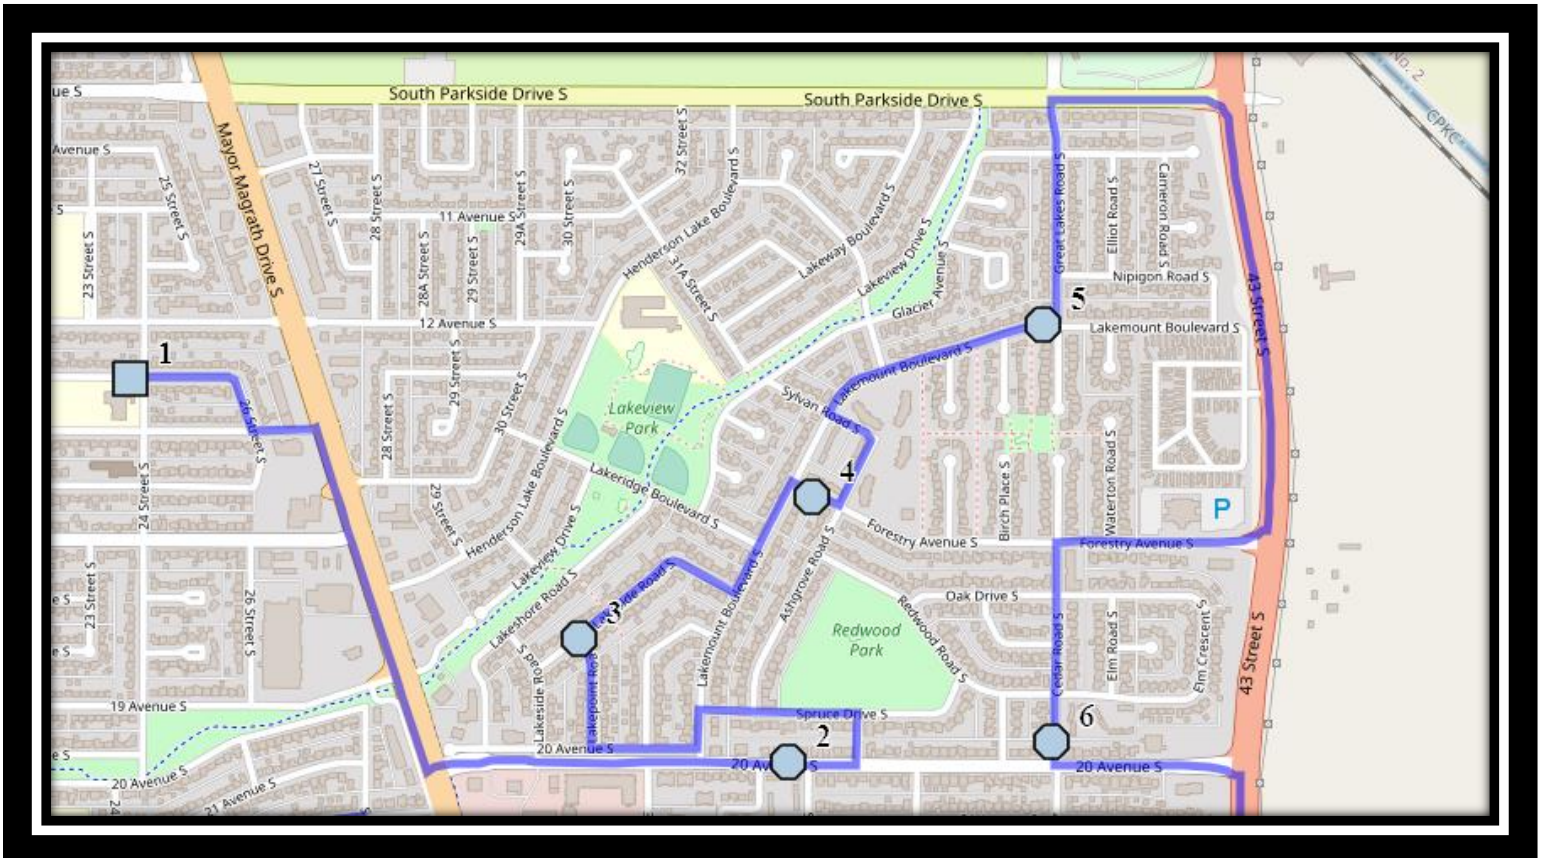 No. 2
ue S
South Parkside Drive S
South Parkside Drive S
CPKC
Avenue S
Mayor Magrath Drive S
25 Street S
27 Street S
28 Street S
32 Street S
Henderson Lake Boulevard S
29A Street S
30 Street S
11 Avenue S
S
23 Street S
28A Street S
29 Street S
31A Street S
Lakeway Boulevard S
Lakeview Drive S
Glacier Avenue S
Great Lakes Road S
Elliot Road S
Cameron Road S
Nipigon Road S
43 Street S
12 Avenue S
5
Lakemount Boulevard S
1
26 Street S
29 Street S
28 Street S
30 Street S
Lakeview
Park
Lakemount Boulevard S
Sylvan Road S
24 Street S
29 Street S
Henderson Lake Boulevard S
Lakeridge Boulevard S
4
Birch Place S
Waterton Road S
P
Forestry Avenue S
Forestry Avenue S
Lakeview Drive S
Lakeshore Road S
23 Street S
e S
26 Street S
3
Lakemount Boulevard S
Ashgrove Road S
Redwood
Park
Redwood Road S
Oak Drive S
Cedar Road S
Elm Road S
Elm Crescent S
43 Street S
e S
Lakeside Road S
Lakepoint Roa
19 Avenue S
Spruce Drive S
6
2
20 Avenue S
e S
20 Avenue S
20 Avenue S
21 Avenue S
24